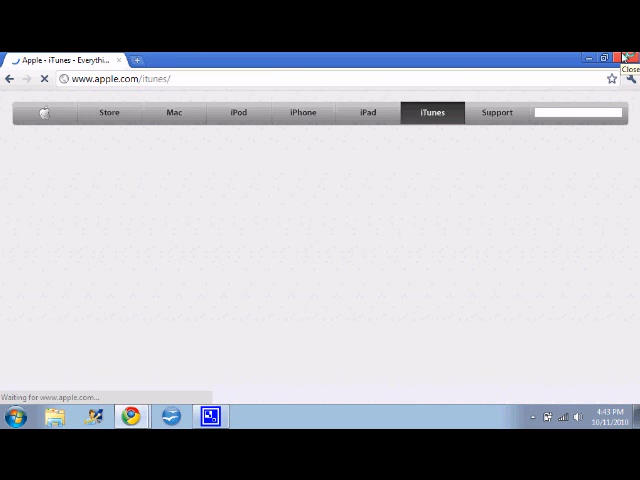 Apple - iTunes - Everythi...
Close
www.apple.com/itunes/
Store Mac iPod iPhone iPad iTunes Support
Waiting for www.apple.com...
4:43 PM
10/11/2010